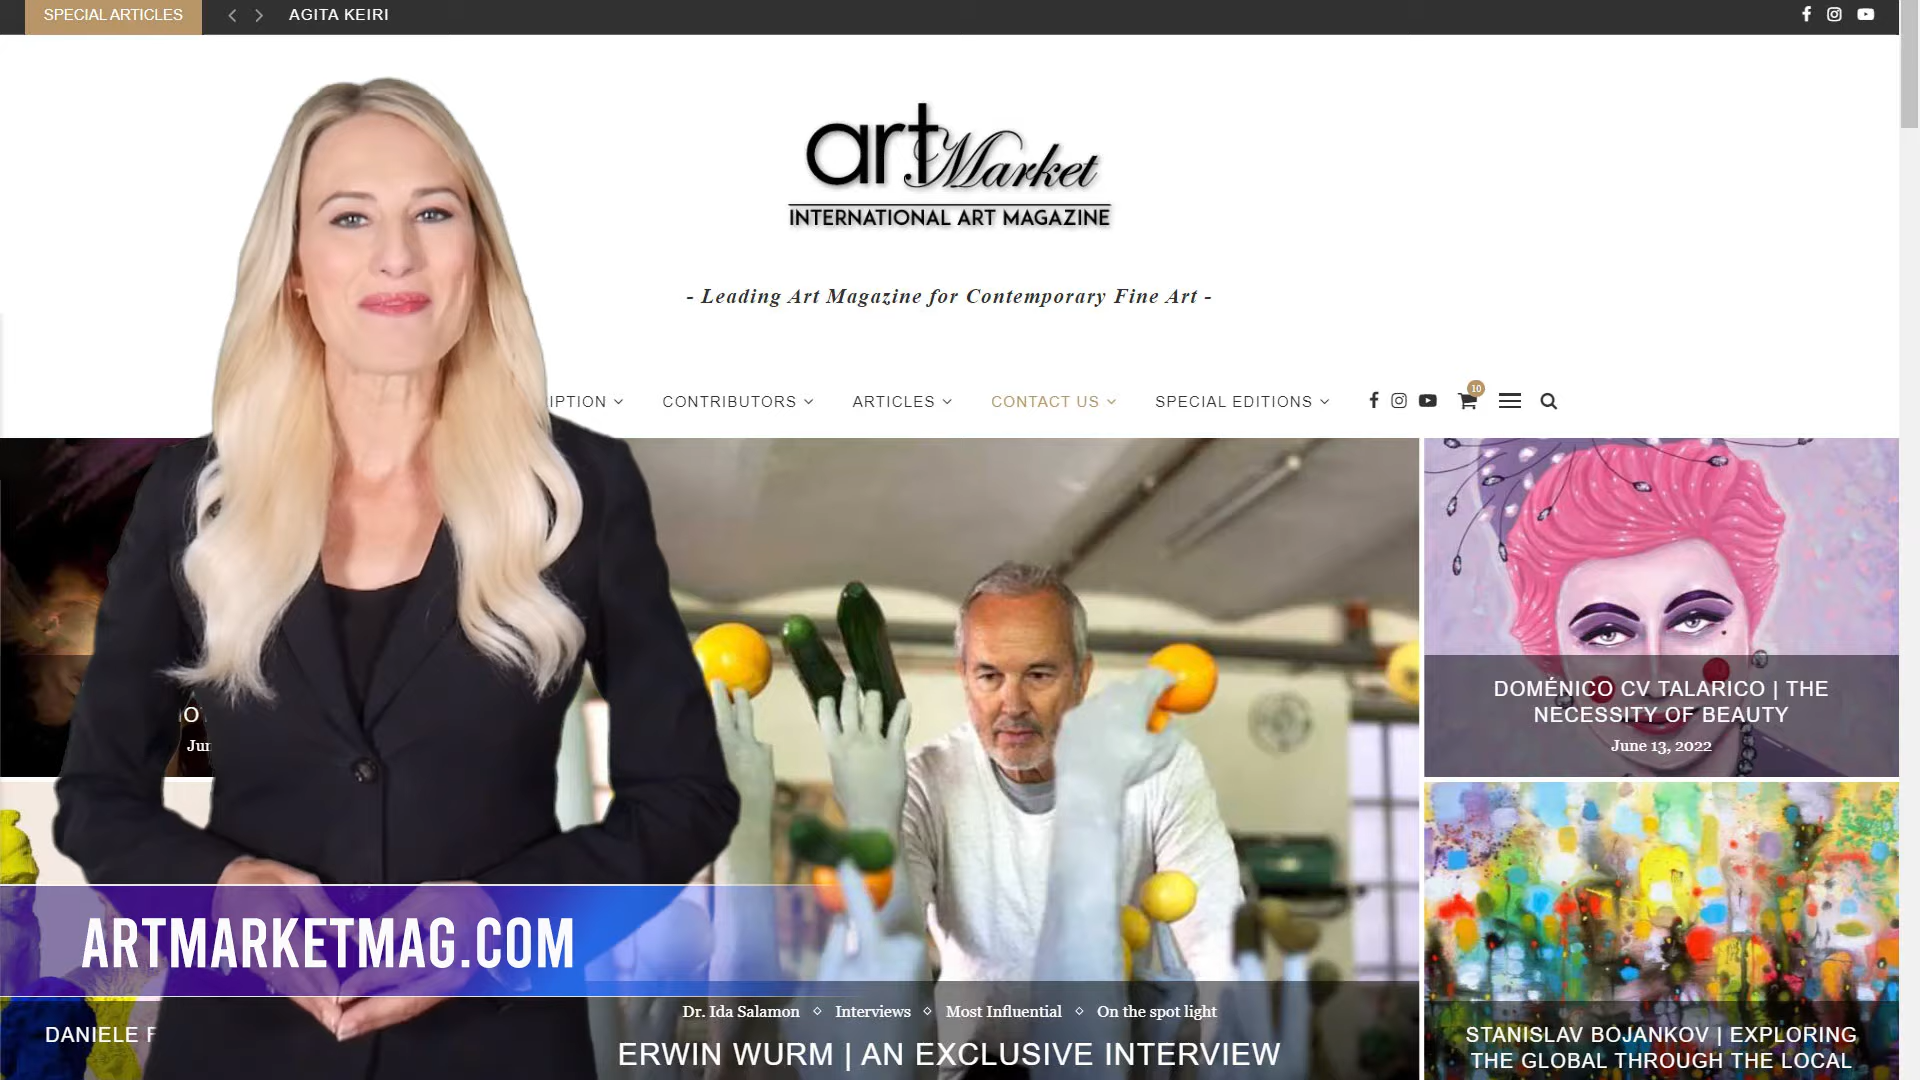 SPECIAL ARTICLES
AGITA KEIRI
art Market
INTERNATIONAL ART MAGAZINE
- Leading Art Magazine for Contemporary Fine Art -
CONTRIBUTORS
ARTICLES
CONTACT US
SPECIAL EDITIONS
10
DOMÉNICO CV TALARICO | THE
NECESSITY OF BEAUTY
June 13, 2022
ARTMARKETMAG.COM
DANIELE
Dr. Ida Salamon ◇ Interviews ◇ Most Influential ◇ On the spot light
ERWIN WURM | AN EXCLUSIVE INTERVIEW
STANISLAV BOJANKOV | EXPLORING
THE GLOBAL THROUGH THE LOCAL